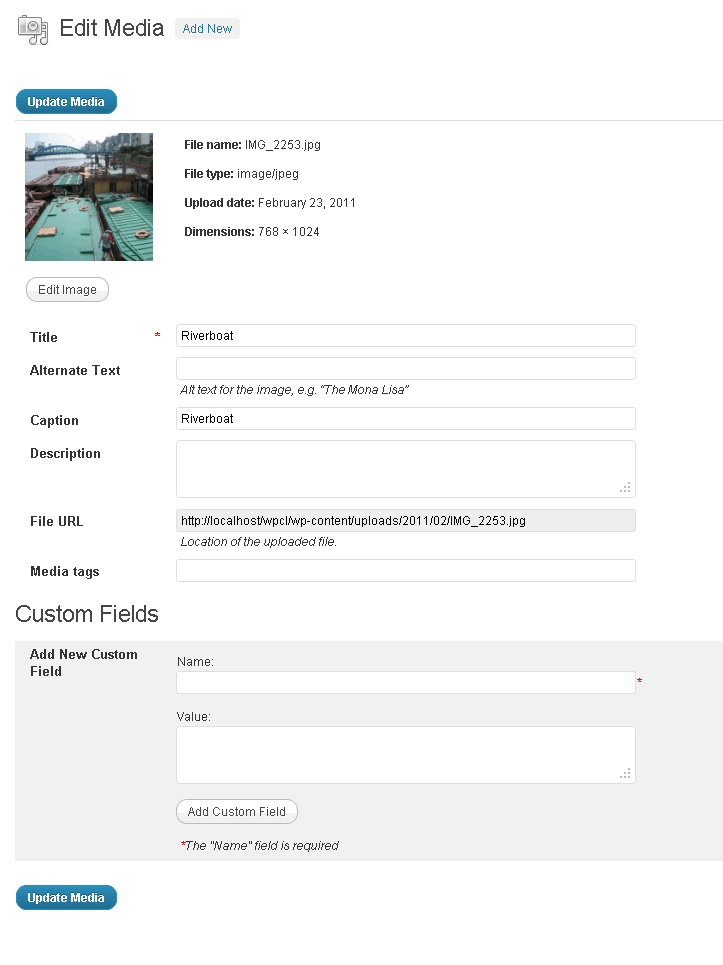 Edit Media Add New
Update Media
File name: IMG_2253.jpg
File type: image/jpeg
Upload date: February 23, 2011
Dimensions: 768 × 1024
Edit Image
Title * Riverboat
Alternate Text
Alt text for the image, e.g. “The Mona Lisa”
Caption Riverboat
Description
File URL http://localhost/wpcl/wp-content/uploads/2011/02/IMG_2253.jpg
Location of the uploaded file.
Media tags
Custom Fields
Add New Custom
Field
Name:
*
Value:
Add Custom Field
*The "Name" field is required
Update Media